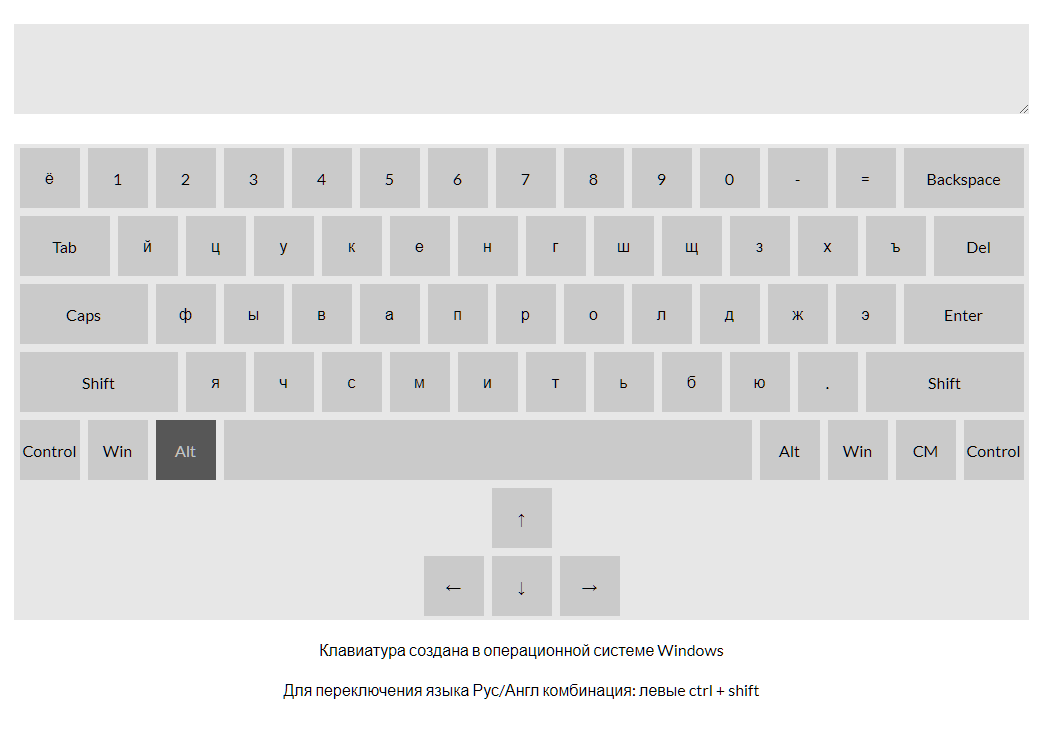 ё 1 2 3 4 5 6 7 8 9 0 - = Backspace
Tab й ц у к е н г ш щ з х ъ Del
Caps ф ы в а п р о л д ж э Enter
Shift я ч с м и т ь б ю . Shift
Control Win Alt Alt Win CM Control
↑
← ↓ →
Клавиатура создана в операционной системе Windows
Для переключения языка Рус/Англ комбинация: левые ctrl + shift